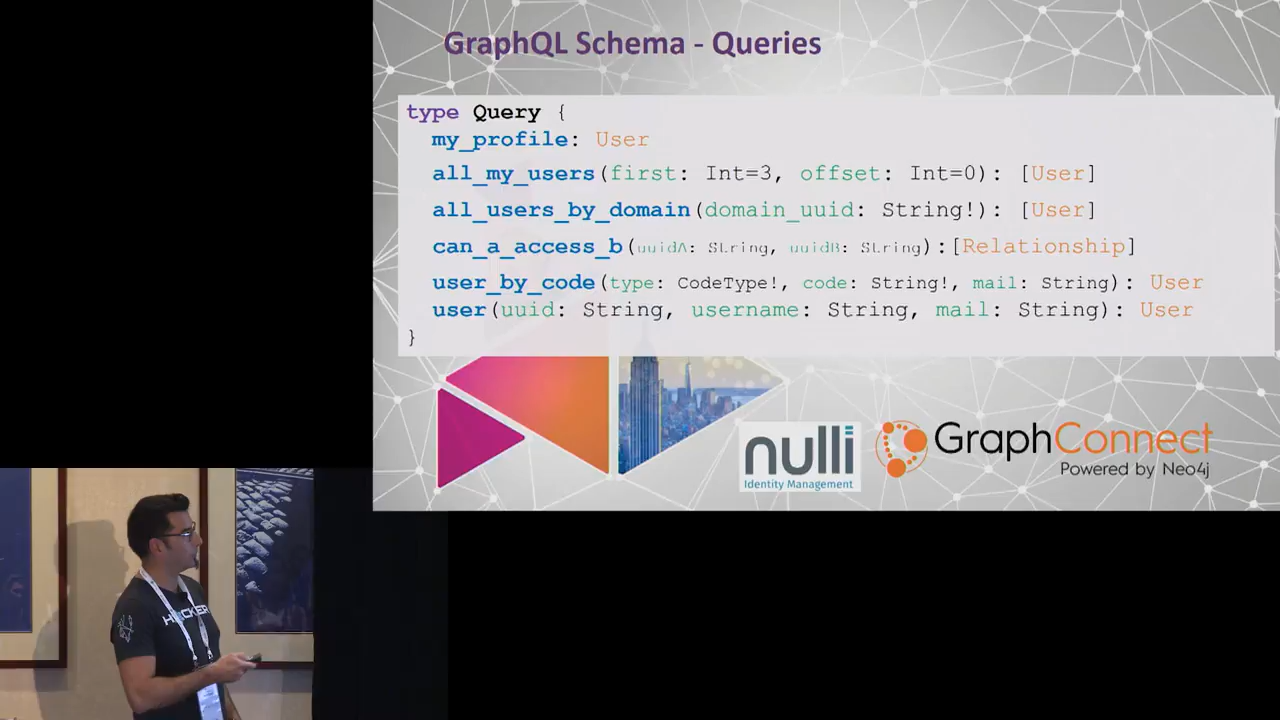 GraphQL Schema - Queries
type Query {
my_profile: User
all_my_users(first: Int=3, offset: Int=0): [User]
all_users_by_domain(domain_uuid: String!): [User]
can_a_access_b(uuidA: String, uuidB: String):[Relationship]
user_by_code(type: CodeType!, code: String!, mail: String): User
user(uuid: String, username: String, mail: String): User
}
nulli
Identity Management
GraphConnect
Powered by Neo4j